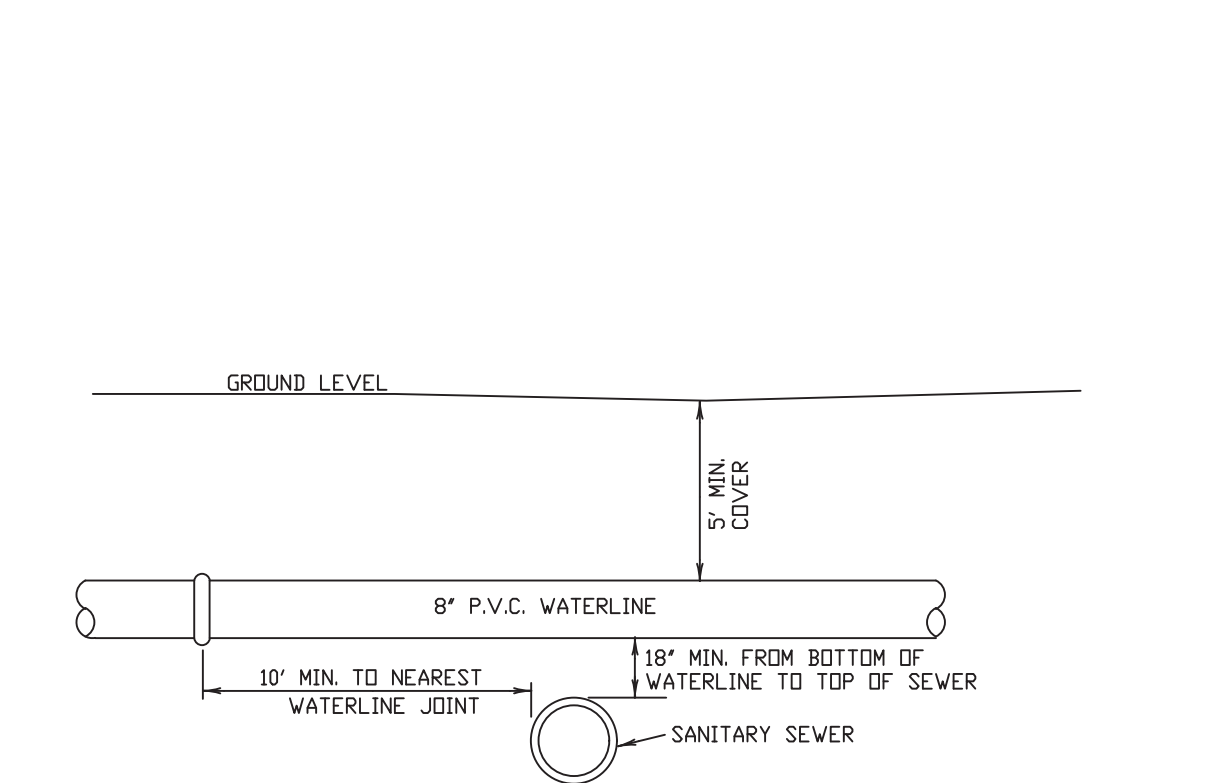 GROUND LEVEL
5' MIN.
COVER
8" P.V.C. WATERLINE
18" MIN. FROM BOTTOM OF
WATERLINE TO TOP OF SEWER
10' MIN. TO NEAREST
WATERLINE JOINT
SANITARY SEWER